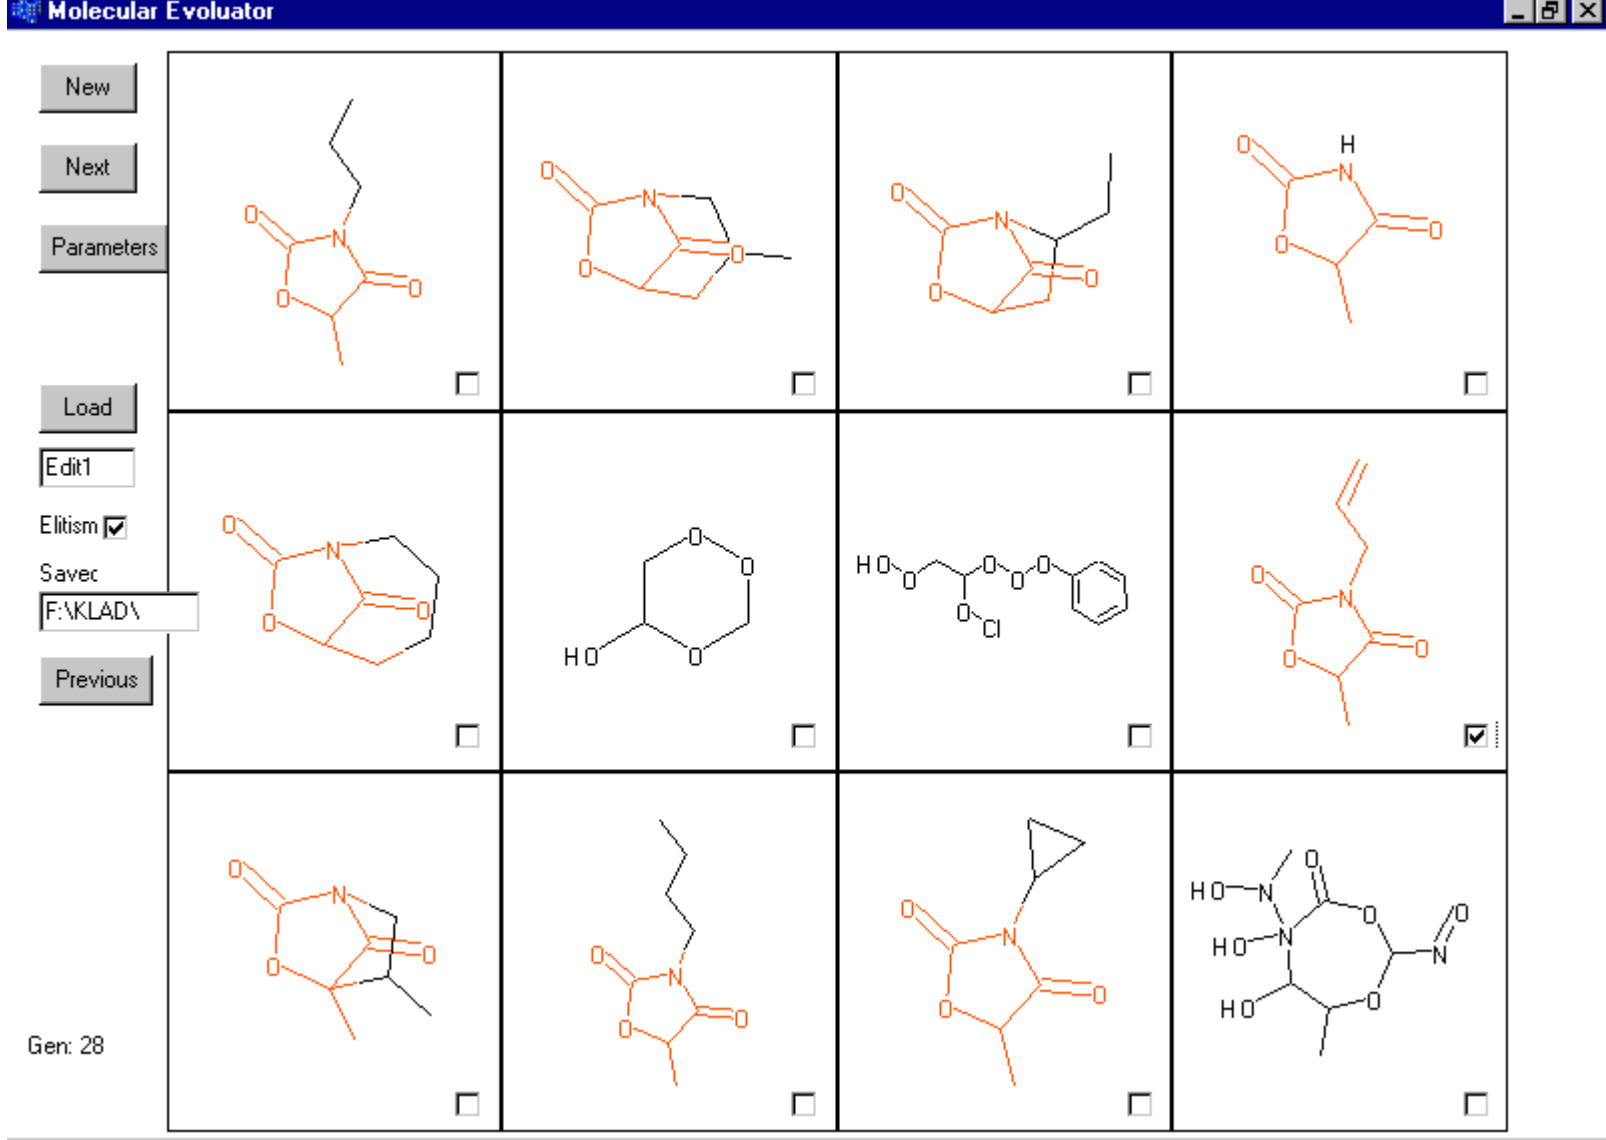 Molecular Evoluator
New
Next
Parameters
Load
Edit1
Elitism
Savec
F:\KLAD\
Previous
Gen: 28
O N O O
O N O O
O N O O
O H N O O
O N O O
O O O HO
HO O O O O O Cl
O N O O
O N O O
O N O O
O N O O
HO N O HO N O O N HO O